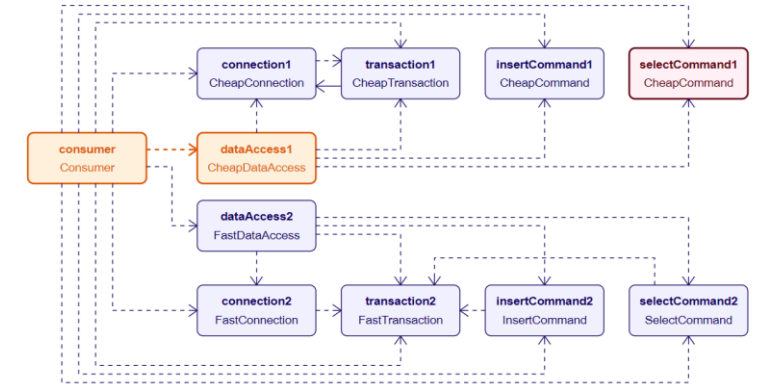 connection1
CheapConnection
transaction1
CheapTransaction
insertCommand1
CheapCommand
selectCommand1
CheapCommand
consumer
Consumer
dataAccess1
CheapDataAccess
dataAccess2
FastDataAccess
connection2
FastConnection
transaction2
FastTransaction
insertCommand2
InsertCommand
selectCommand2
SelectCommand